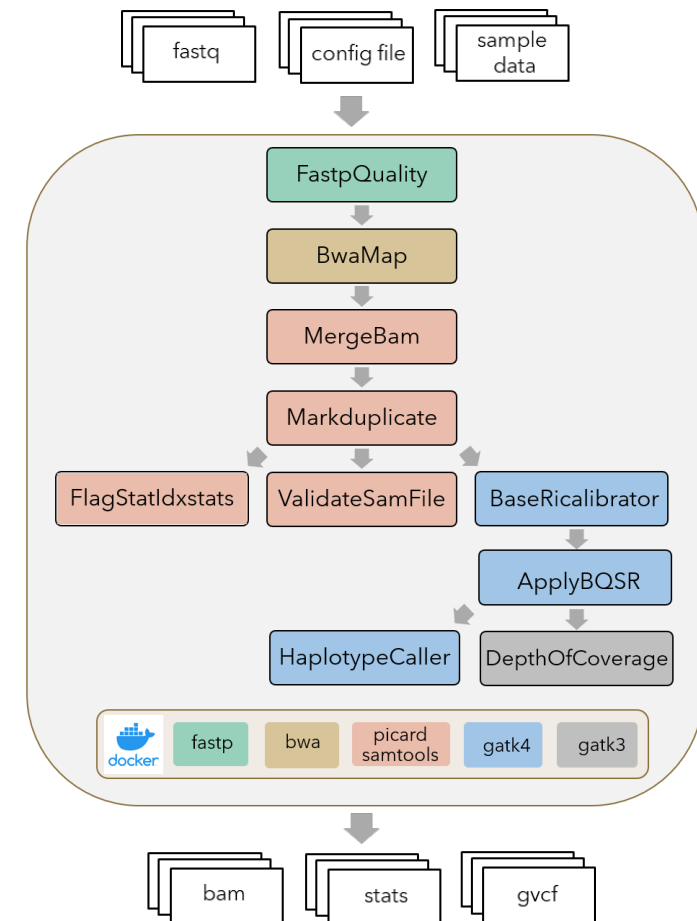 fastq
config file
sample
data
FastpQuality
BwaMap
MergeBam
Markduplicate
FlagStatIdxstats
ValidateSamFile
BaseRicalibrator
ApplyBQSR
HaplotypeCaller
DepthOfCoverage
docker
fastp
bwa
picard
samtools
gatk4
gatk3
bam
stats
gvcf